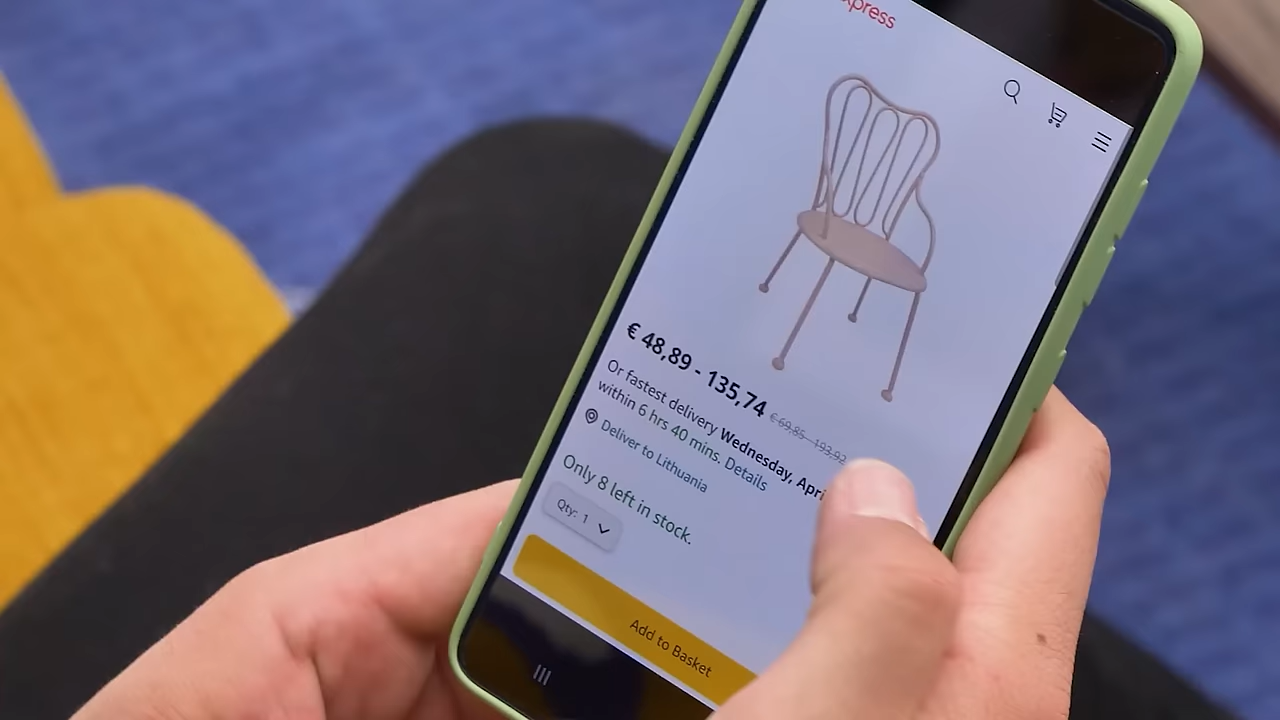 xpress
€ 48,89 - 135,74 € 69,85 - 193,92
Or fastest delivery Wednesday, Apri
within 6 hrs 40 mins. Details
Deliver to Lithuania
Only 8 left in stock.
Qty: 1
Add to Basket